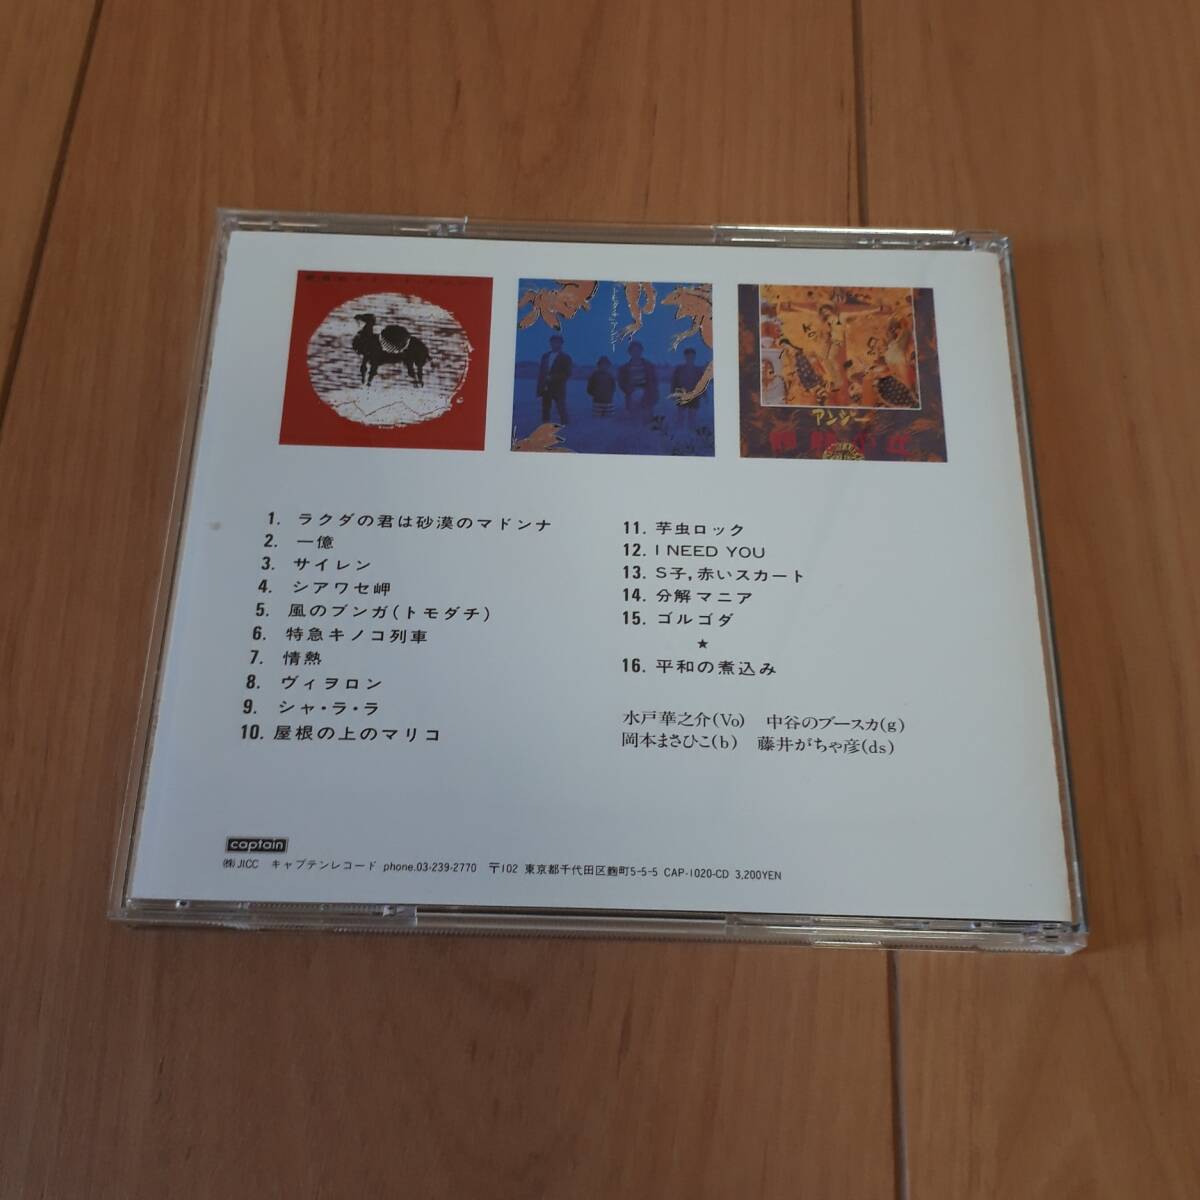 「トモダチ」アンジー
アンジー
1. ラクダの君は砂漠のマドンナ
2. 一億
3. サイレン
4. シアワセ岬
5. 風のブンガ(トモダチ)
6. 特急キノコ列車
7. 情熱
8. ヴィヲロン
9. シャ・ラ・ラ
10. 屋根の上のマリコ
11. 芋虫ロック
12. I NEED YOU
13. S子,赤いスカート
14. 分解マニア
15. ゴルゴダ
★
16. 平和の煮込み
水戸華之介(Vo) 中谷のブースカ(g)
岡本まさひこ(b) 藤井がちゃ彦(ds)
captain
㈱JICC キャプテンレコード phone.03-239-2770 〒102 東京都千代田区麹町5-5-5 CAP-1020-CD 3,200YEN